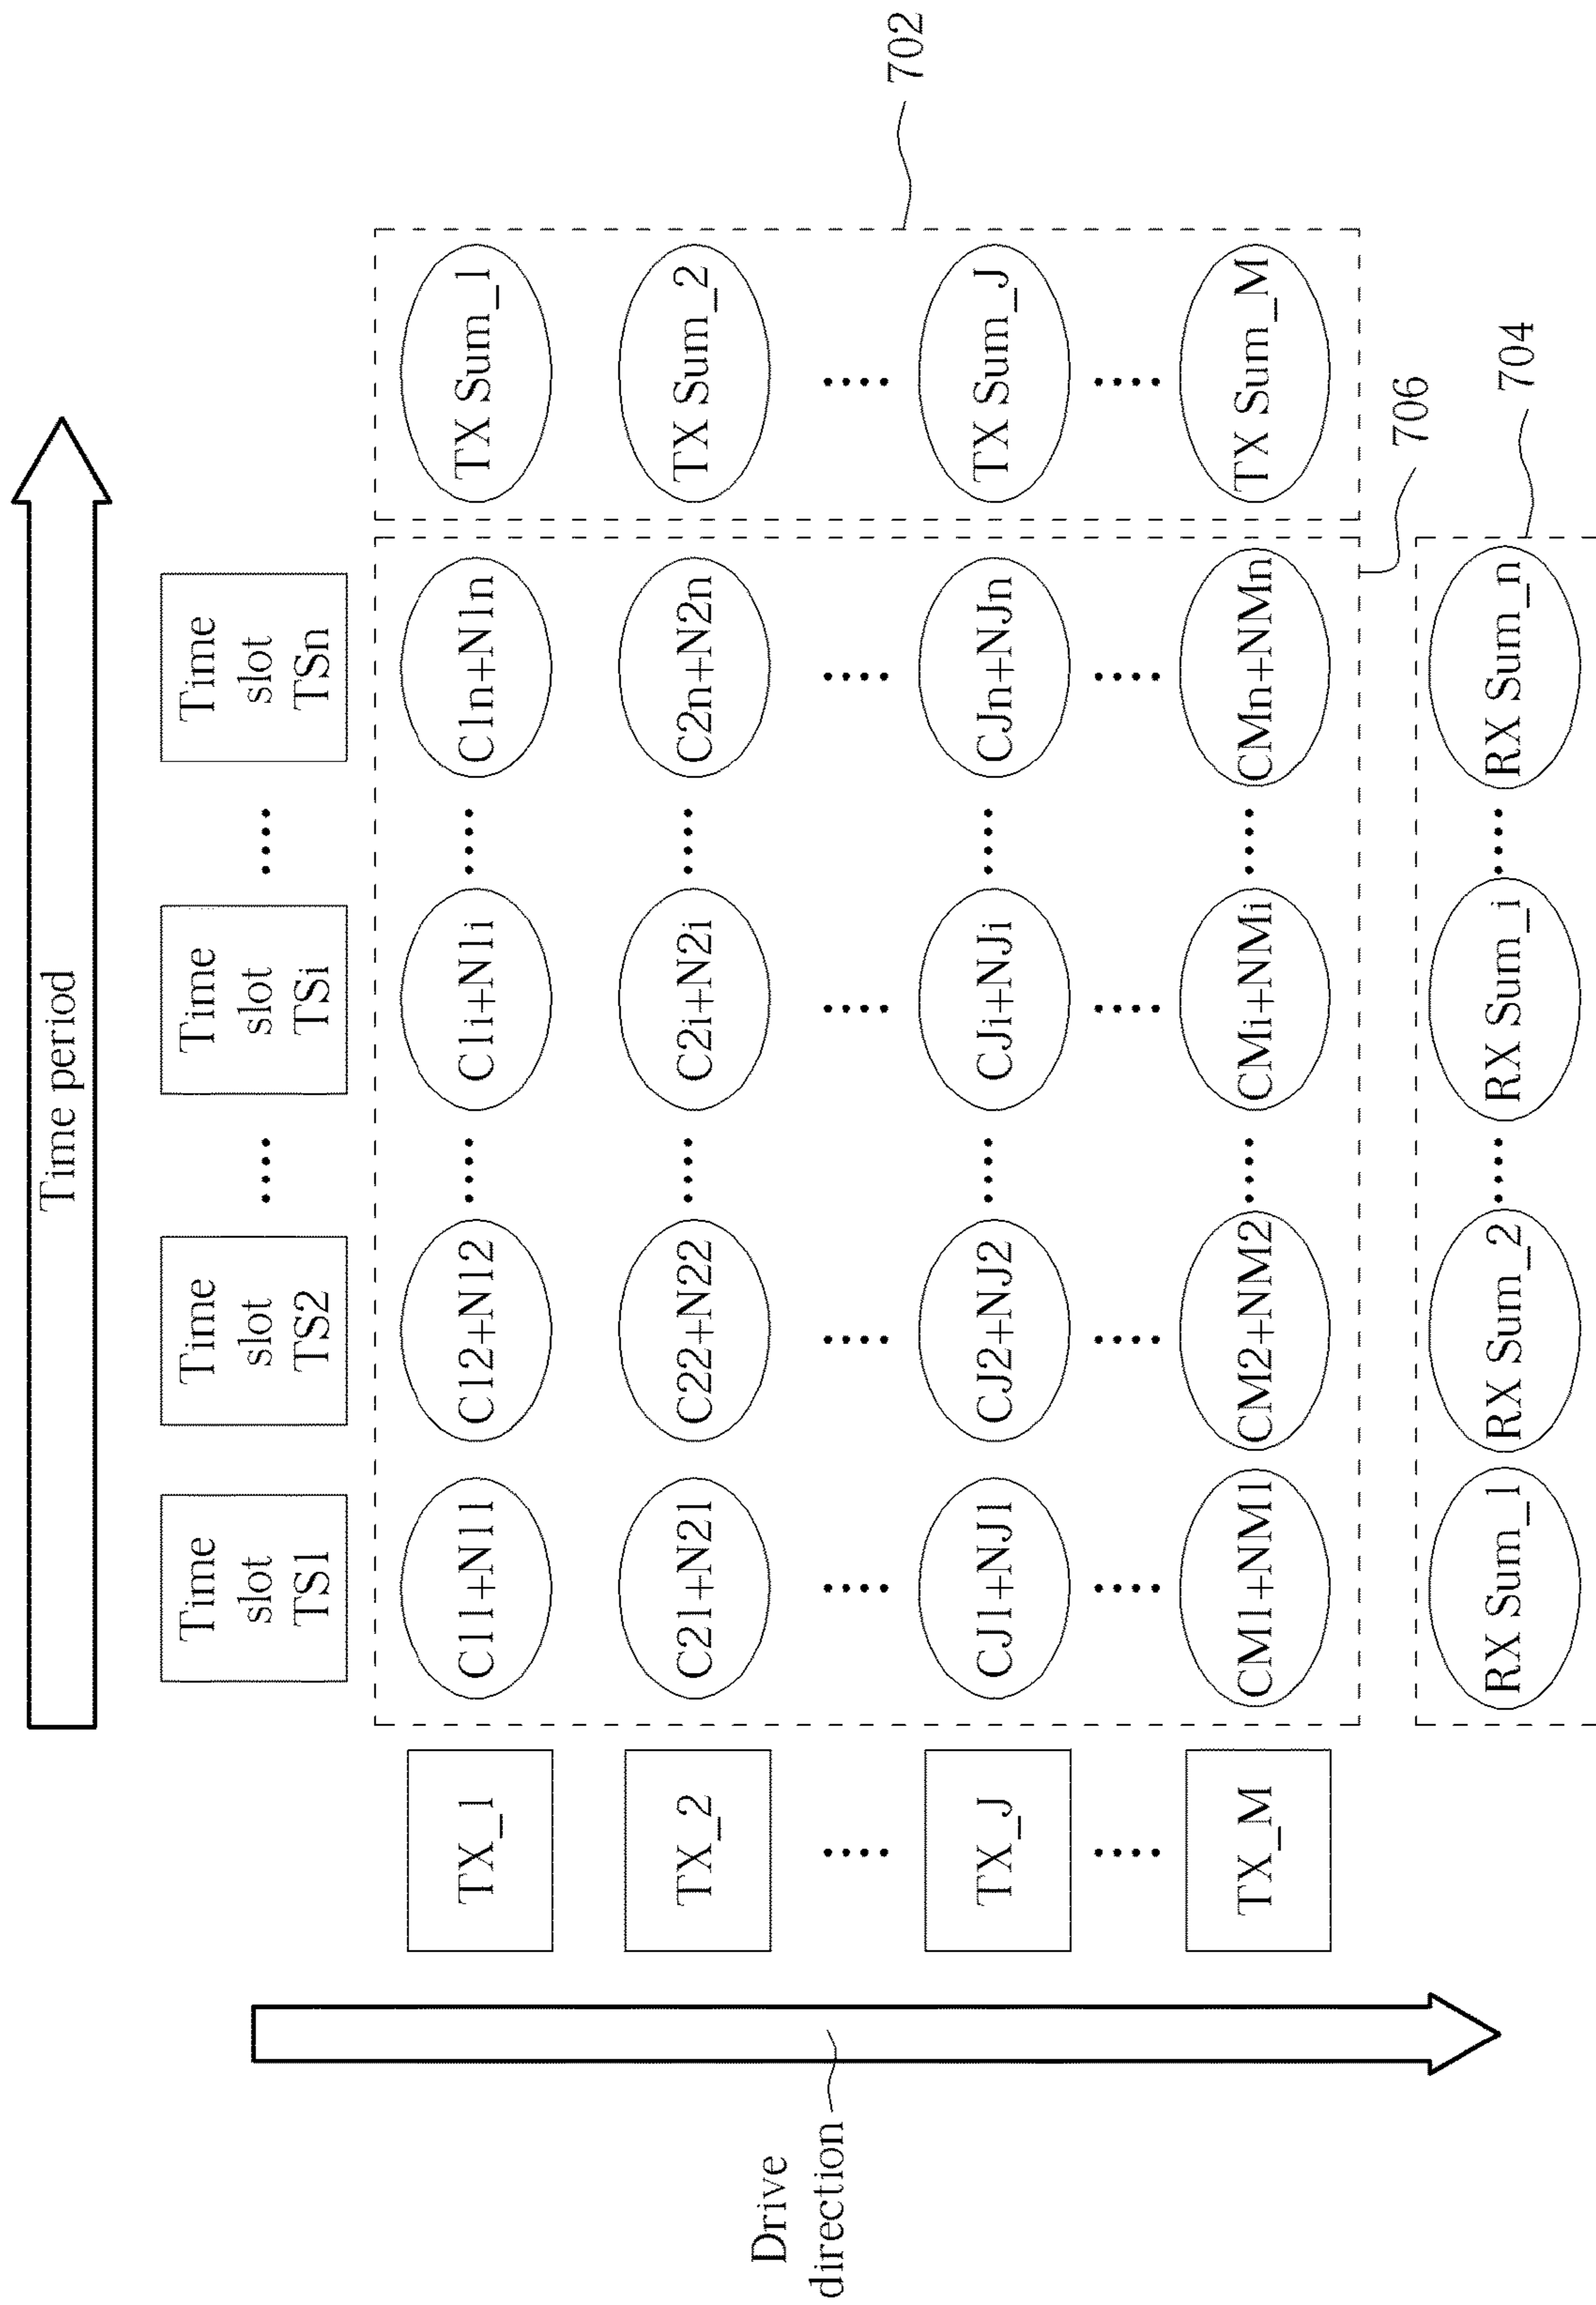 Time period
Time
slot
TS1
Time
slot
TS2
....
Time
slot
TSi
....
Time
slot
TSn
Drive
direction
TX_1
C11+N11
C12+N12
....
C1i+N1i
....
C1n+N1n
TX Sum_1
TX_2
C21+N21
C22+N22
....
C2i+N2i
....
C2n+N2n
TX Sum_2
....
....
....
....
....
....
TX_J
CJ1+NJ1
CJ2+NJ2
....
CJi+NJi
....
CJn+NJn
TX Sum_J
....
....
....
....
....
....
TX_M
CM1+NM1
CM2+NM2
....
CMi+NMi
....
CMn+NMn
TX Sum_M
702
706
RX Sum_1
RX Sum_2
....
RX Sum_i
....
RX Sum_n
704